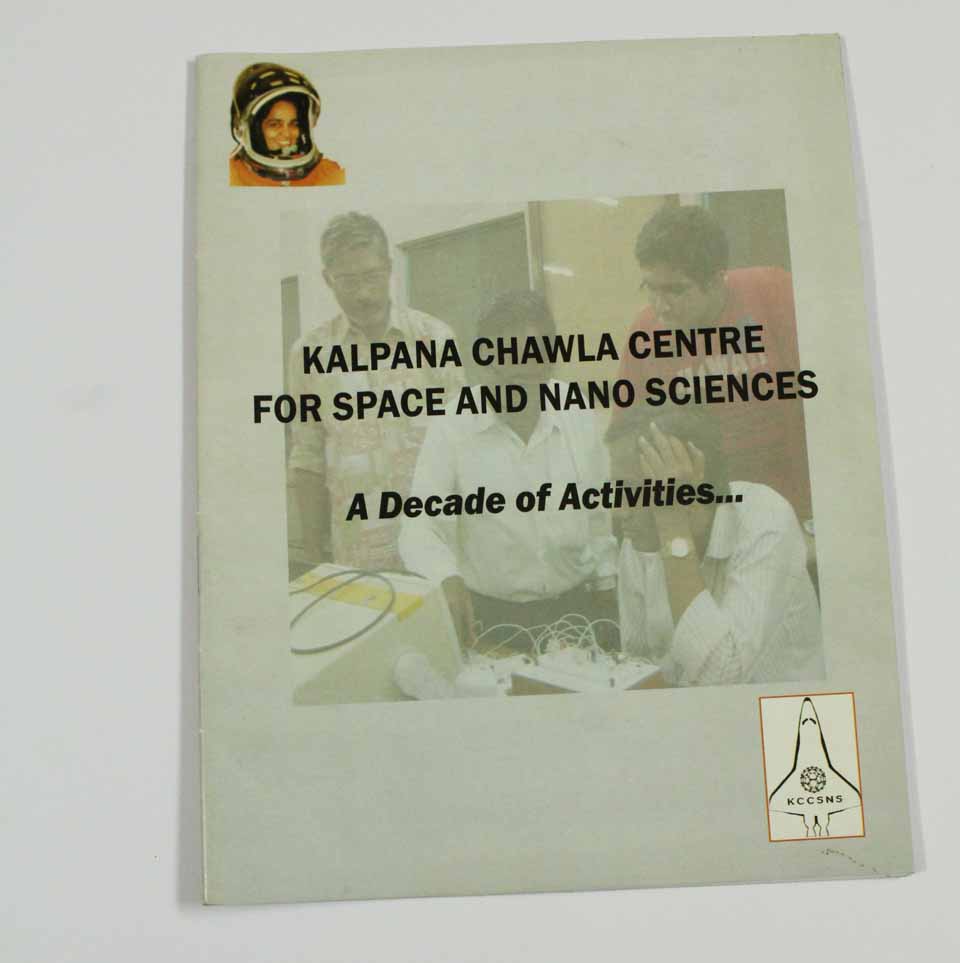 KALPANA CHAWLA CENTRE
FOR SPACE AND NANO SCIENCES
A Decade of Activities...
KCCSNS